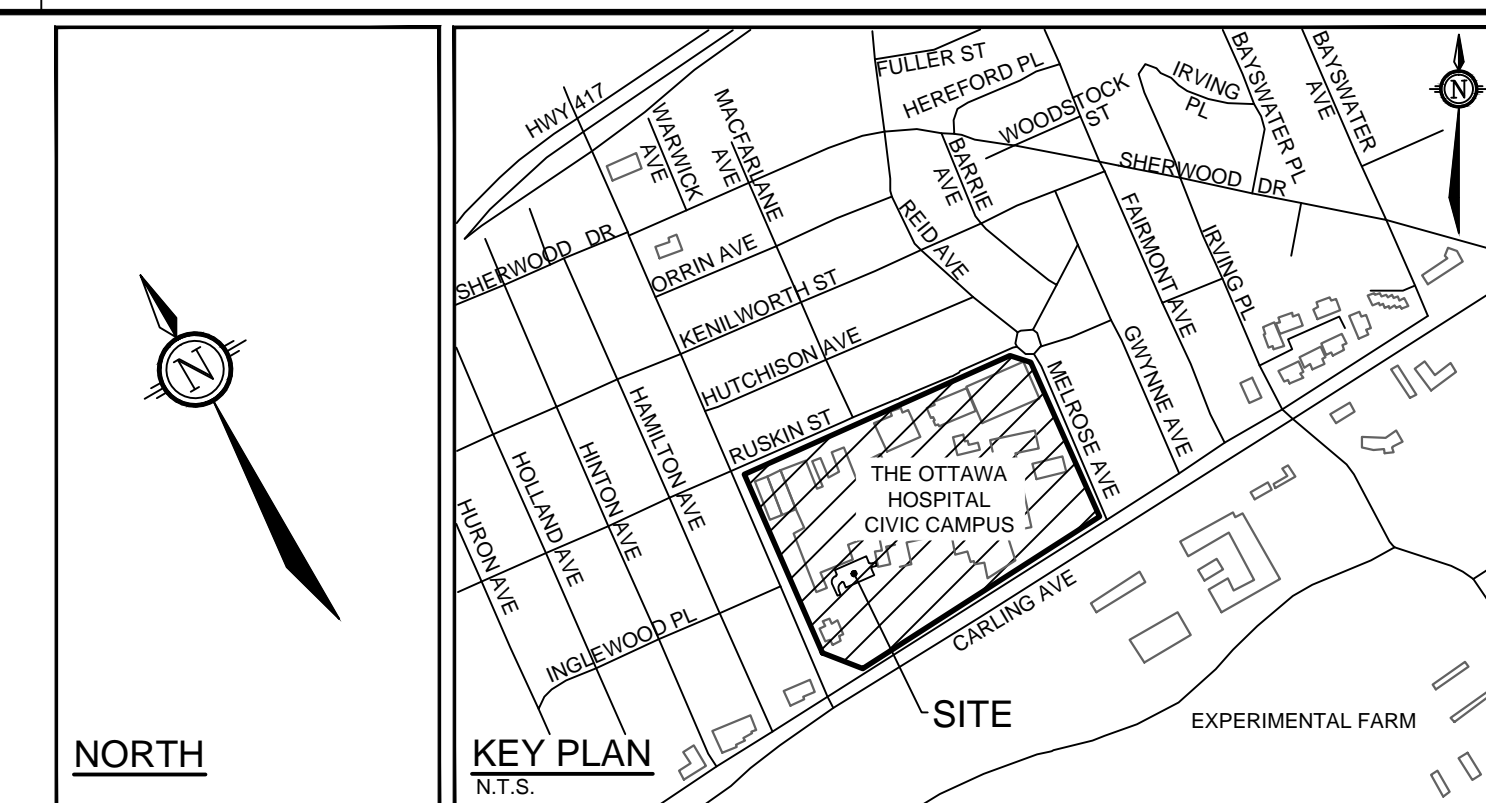 N
NORTH
HWY 417
WARWICK
AVE
MACFARLANE
AVE
FULLER ST
HEREFORD PL
WOODSTOCK
ST
IRVING
PL
BAYSWATER PL
BAYSWATER
AVE
N
BARRIE
AVE
SHERWOOD DR
SHERWOOD DR
ORRIN AVE
REID AVE
FAIRMONT AVE
IRVING PL
KENILWORTH ST
HUTCHISON AVE
GWYNNE AVE
MELROSE AVE
RUSKIN ST
HAMILTON AVE
HINTON AVE
HOLLAND AVE
HURON AVE
THE OTTAWA
HOSPITAL
CIVIC CAMPUS
INGLEWOOD PL
CARLING AVE
SITE
EXPERIMENTAL FARM
KEY PLAN
N.T.S.